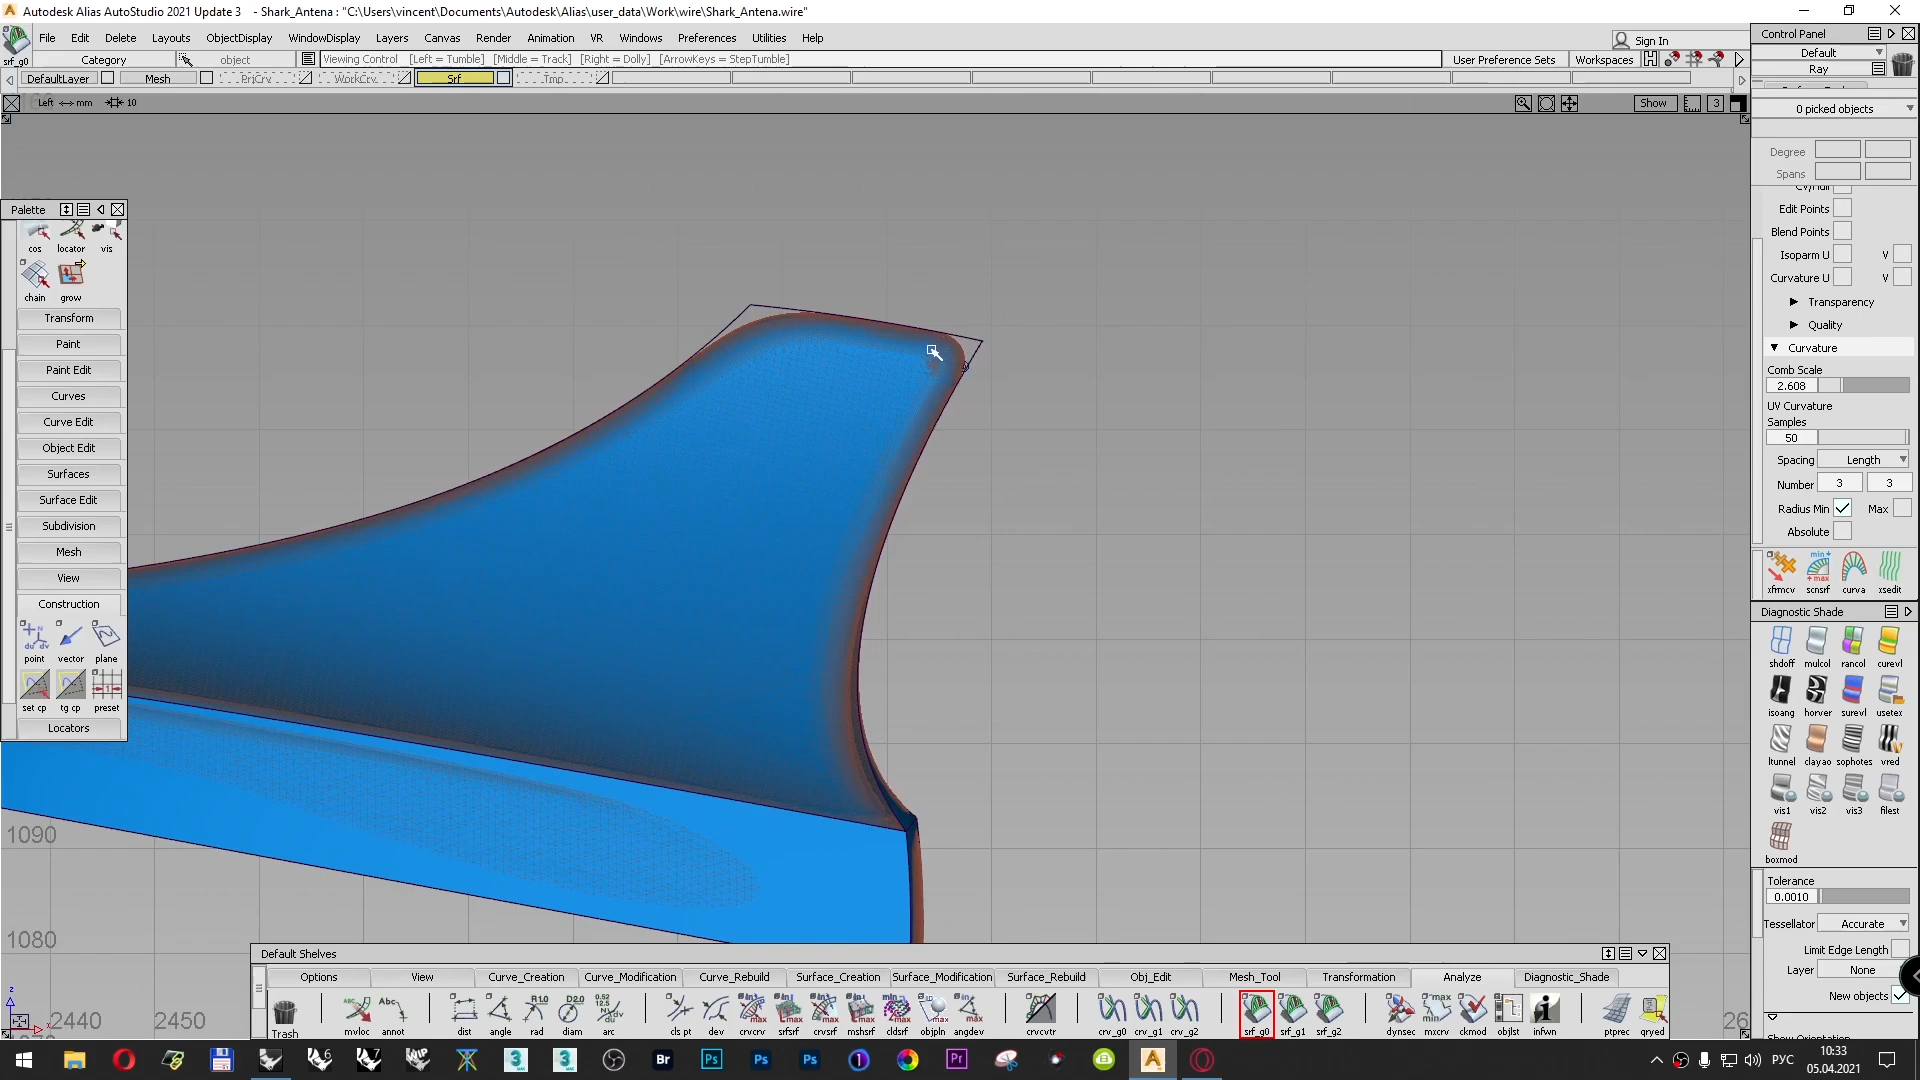 Autodesk Alias AutoStudio 2021 Update 3   - Shark_Antena : "C:\Users\vincent\Documents\Autodesk\Alias\user_data\Work\wire\Shark_Antena.wire"
File Edit Delete Layouts ObjectDisplay WindowDisplay Layers Canvas Render Animation VR Windows Preferences Utilities Help
Sign In
srf_g0 Category object Viewing Control [Left = Tumble] [Middle = Track] [Right = Dolly] [ArrowKeys = StepTumble] User Preference Sets Workspaces
DefaultLayer Mesh PrjCrv WorkCrv Srf Tmp
Left mm 10
Show 3
Palette
cos locator vis
chain grow
Transform
Paint
Paint Edit
Curves
Curve Edit
Object Edit
Surfaces
Surface Edit
Subdivision
Mesh
View
Construction
point vector plane
set cp tg cp preset
Locators
1090
1080
2440 2450
26
Control Panel
Default
Ray
0 picked objects
Degree
Spans
CV/Hull
Edit Points
Blend Points
Isoparm U V
Curvature U V
Transparency
Quality
Curvature
Comb Scale
2.608
UV Curvature
Samples
50
Spacing Length
Number 3 3
Radius Min Max
Absolute
xfrmcv scnsrf curva xsedit
Diagnostic Shade
shdoff mulcol rancol curevl
isoang horver surevl usetex
ltunnel clayao sophotes vred
vis1 vis2 vis3 filest
boxmod
Tolerance
0.0010
Tessellator Accurate
Limit Edge Length
Layer None
New objects
Show Orientation
Default Shelves
Options View Curve_Creation Curve_Modification Curve_Rebuild Surface_Creation Surface_Modification Surface_Rebuild Obj_Edit Mesh_Tool Transformation Analyze Diagnostic_Shade
Trash mvloc annot dist angle rad diam arc cls pt dev crvcrv srfsrf crvsrf mshsrf cldsrf objpln angdev crvcvtr crv_g0 crv_g1 crv_g2 srf_g0 srf_g1 srf_g2 dynsec mxcrv ckmod objlst infwn ptprec qryed
РУС
10:33
05.04.2021